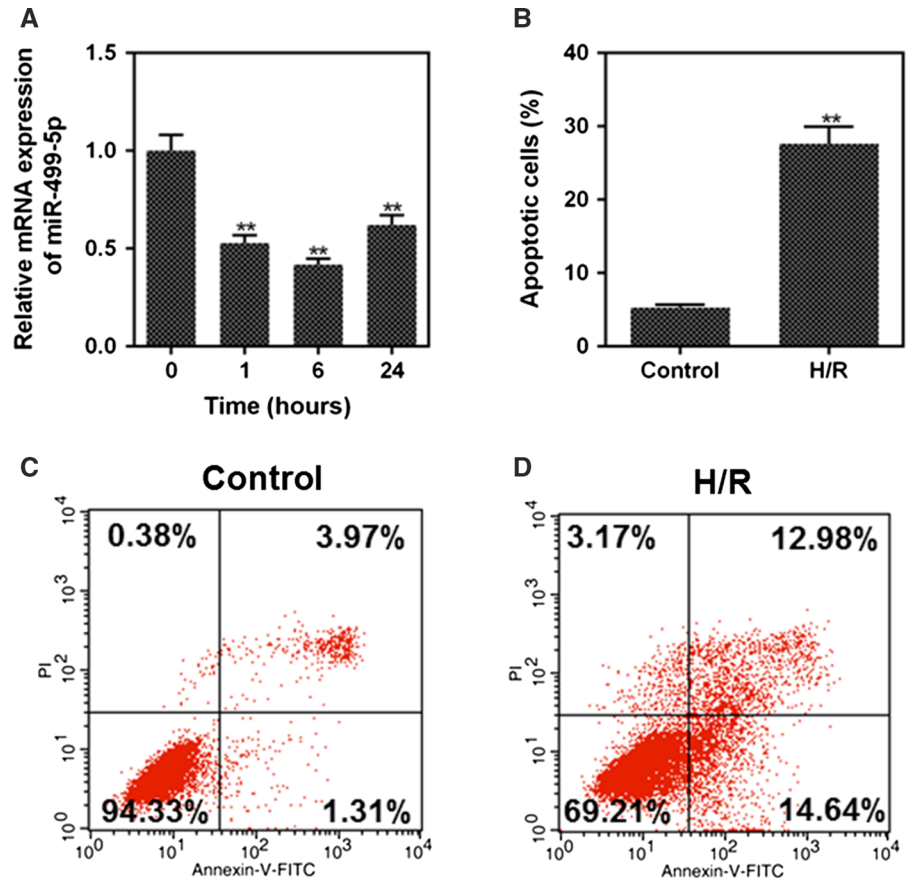 A
Relative mRNA expression
of miR-499-5p
1.5
1.0
0.5
0.0
**
**
**
0
1
6
24
Time (hours)
B
Apoptotic cells (%)
40
30
20
10
0
**
Control
H/R
C
Control
PI
10^4
10^3
10^2
10^1
10^0
0.38%
3.97%
94.33%
1.31%
10^0
10^1
10^2
10^3
10^4
Annexin-V-FITC
D
H/R
PI
10^4
10^3
10^2
10^1
10^0
3.17%
12.98%
69.21%
14.64%
10^0
10^1
10^2
10^3
10^4
Annexin-V-FITC